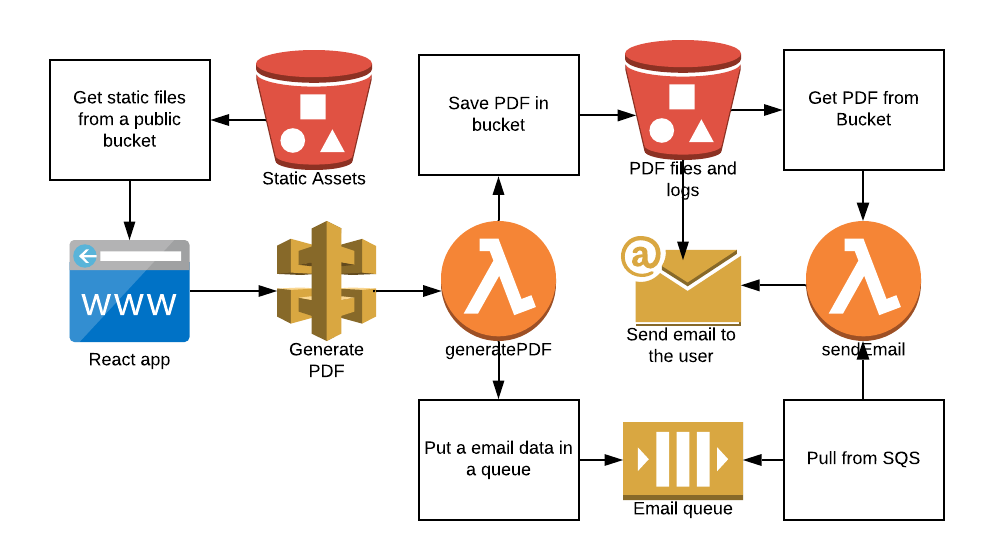 Get static files
from a public
bucket
Static Assets
Save PDF in
bucket
PDF files and
logs
Get PDF from
Bucket
www
React app
Generate
PDF
generatePDF
@
Send email to
the user
sendEmail
Put a email data in
a queue
Email queue
Pull from SQS